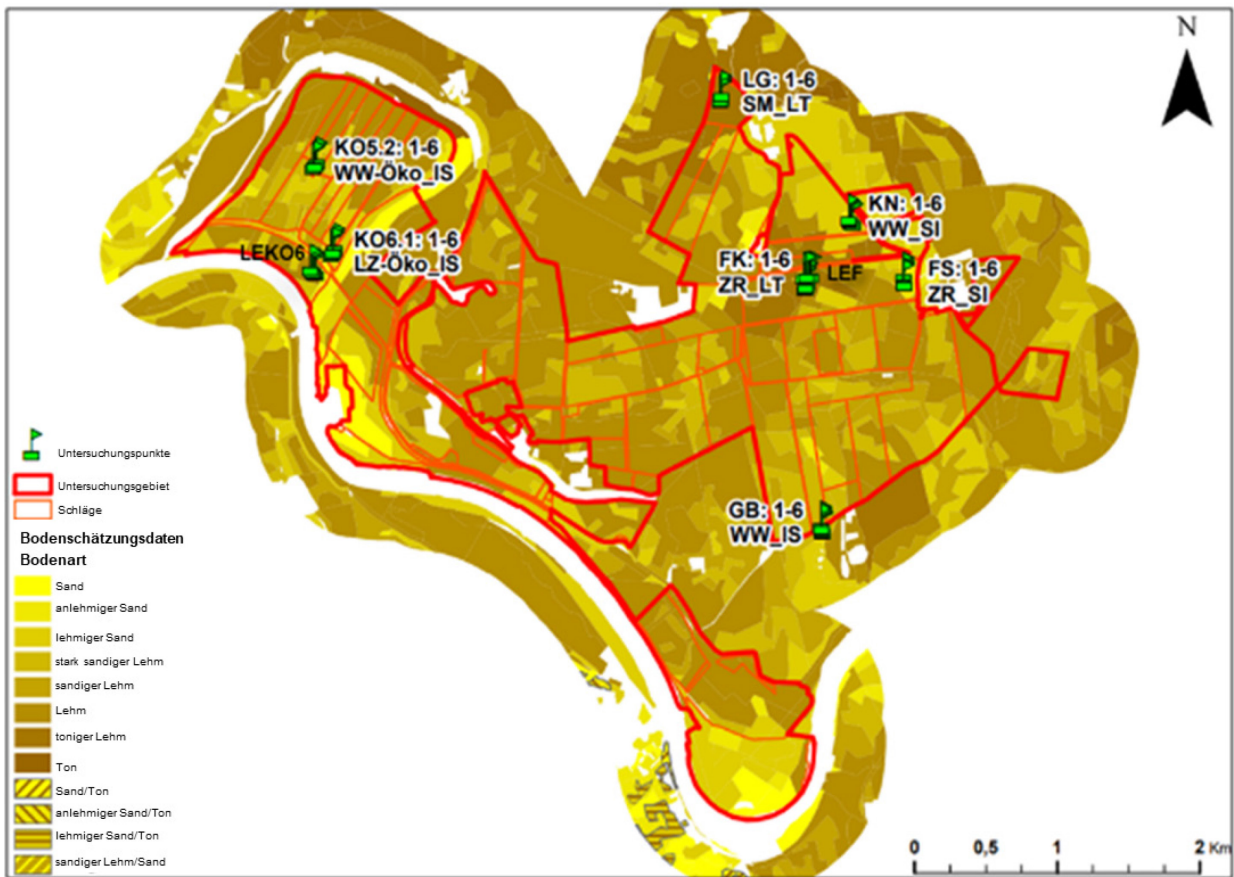 N
LG: 1-6
SM_LT
KO5.2: 1-6
WW-Öko_IS
KN: 1-6
WW_SI
KO6.1: 1-6
LZ-Öko_IS
LEKO6
FK: 1-6
ZR_LT
LEF
FS: 1-6
ZR_SI
GB: 1-6
WW_IS
Untersuchungspunkte
Untersuchungsgebiet
Schläge
Bodenschätzungsdaten
Bodenart
Sand
anlehmiger Sand
lehmiger Sand
stark sandiger Lehm
sandiger Lehm
Lehm
toniger Lehm
Ton
Sand/Ton
anlehmiger Sand/Ton
lehmiger Sand/Ton
sandiger Lehm/Sand
0 0,5 1 2 Km